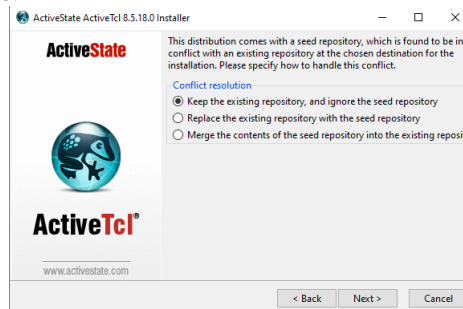 ActiveState ActiveTcl 8.5.18.0 Installer
ActiveState
This distribution comes with a seed repository, which is found to be in
conflict with an existing repository at the chosen destination for the
installation. Please specify how to handle this conflict.
Conflict resolution
Keep the existing repository, and ignore the seed repository
Replace the existing repository with the seed repository
Merge the contents of the seed repository into the existing reposi
ActiveTcl®
www.activestate.com
< Back
Next >
Cancel